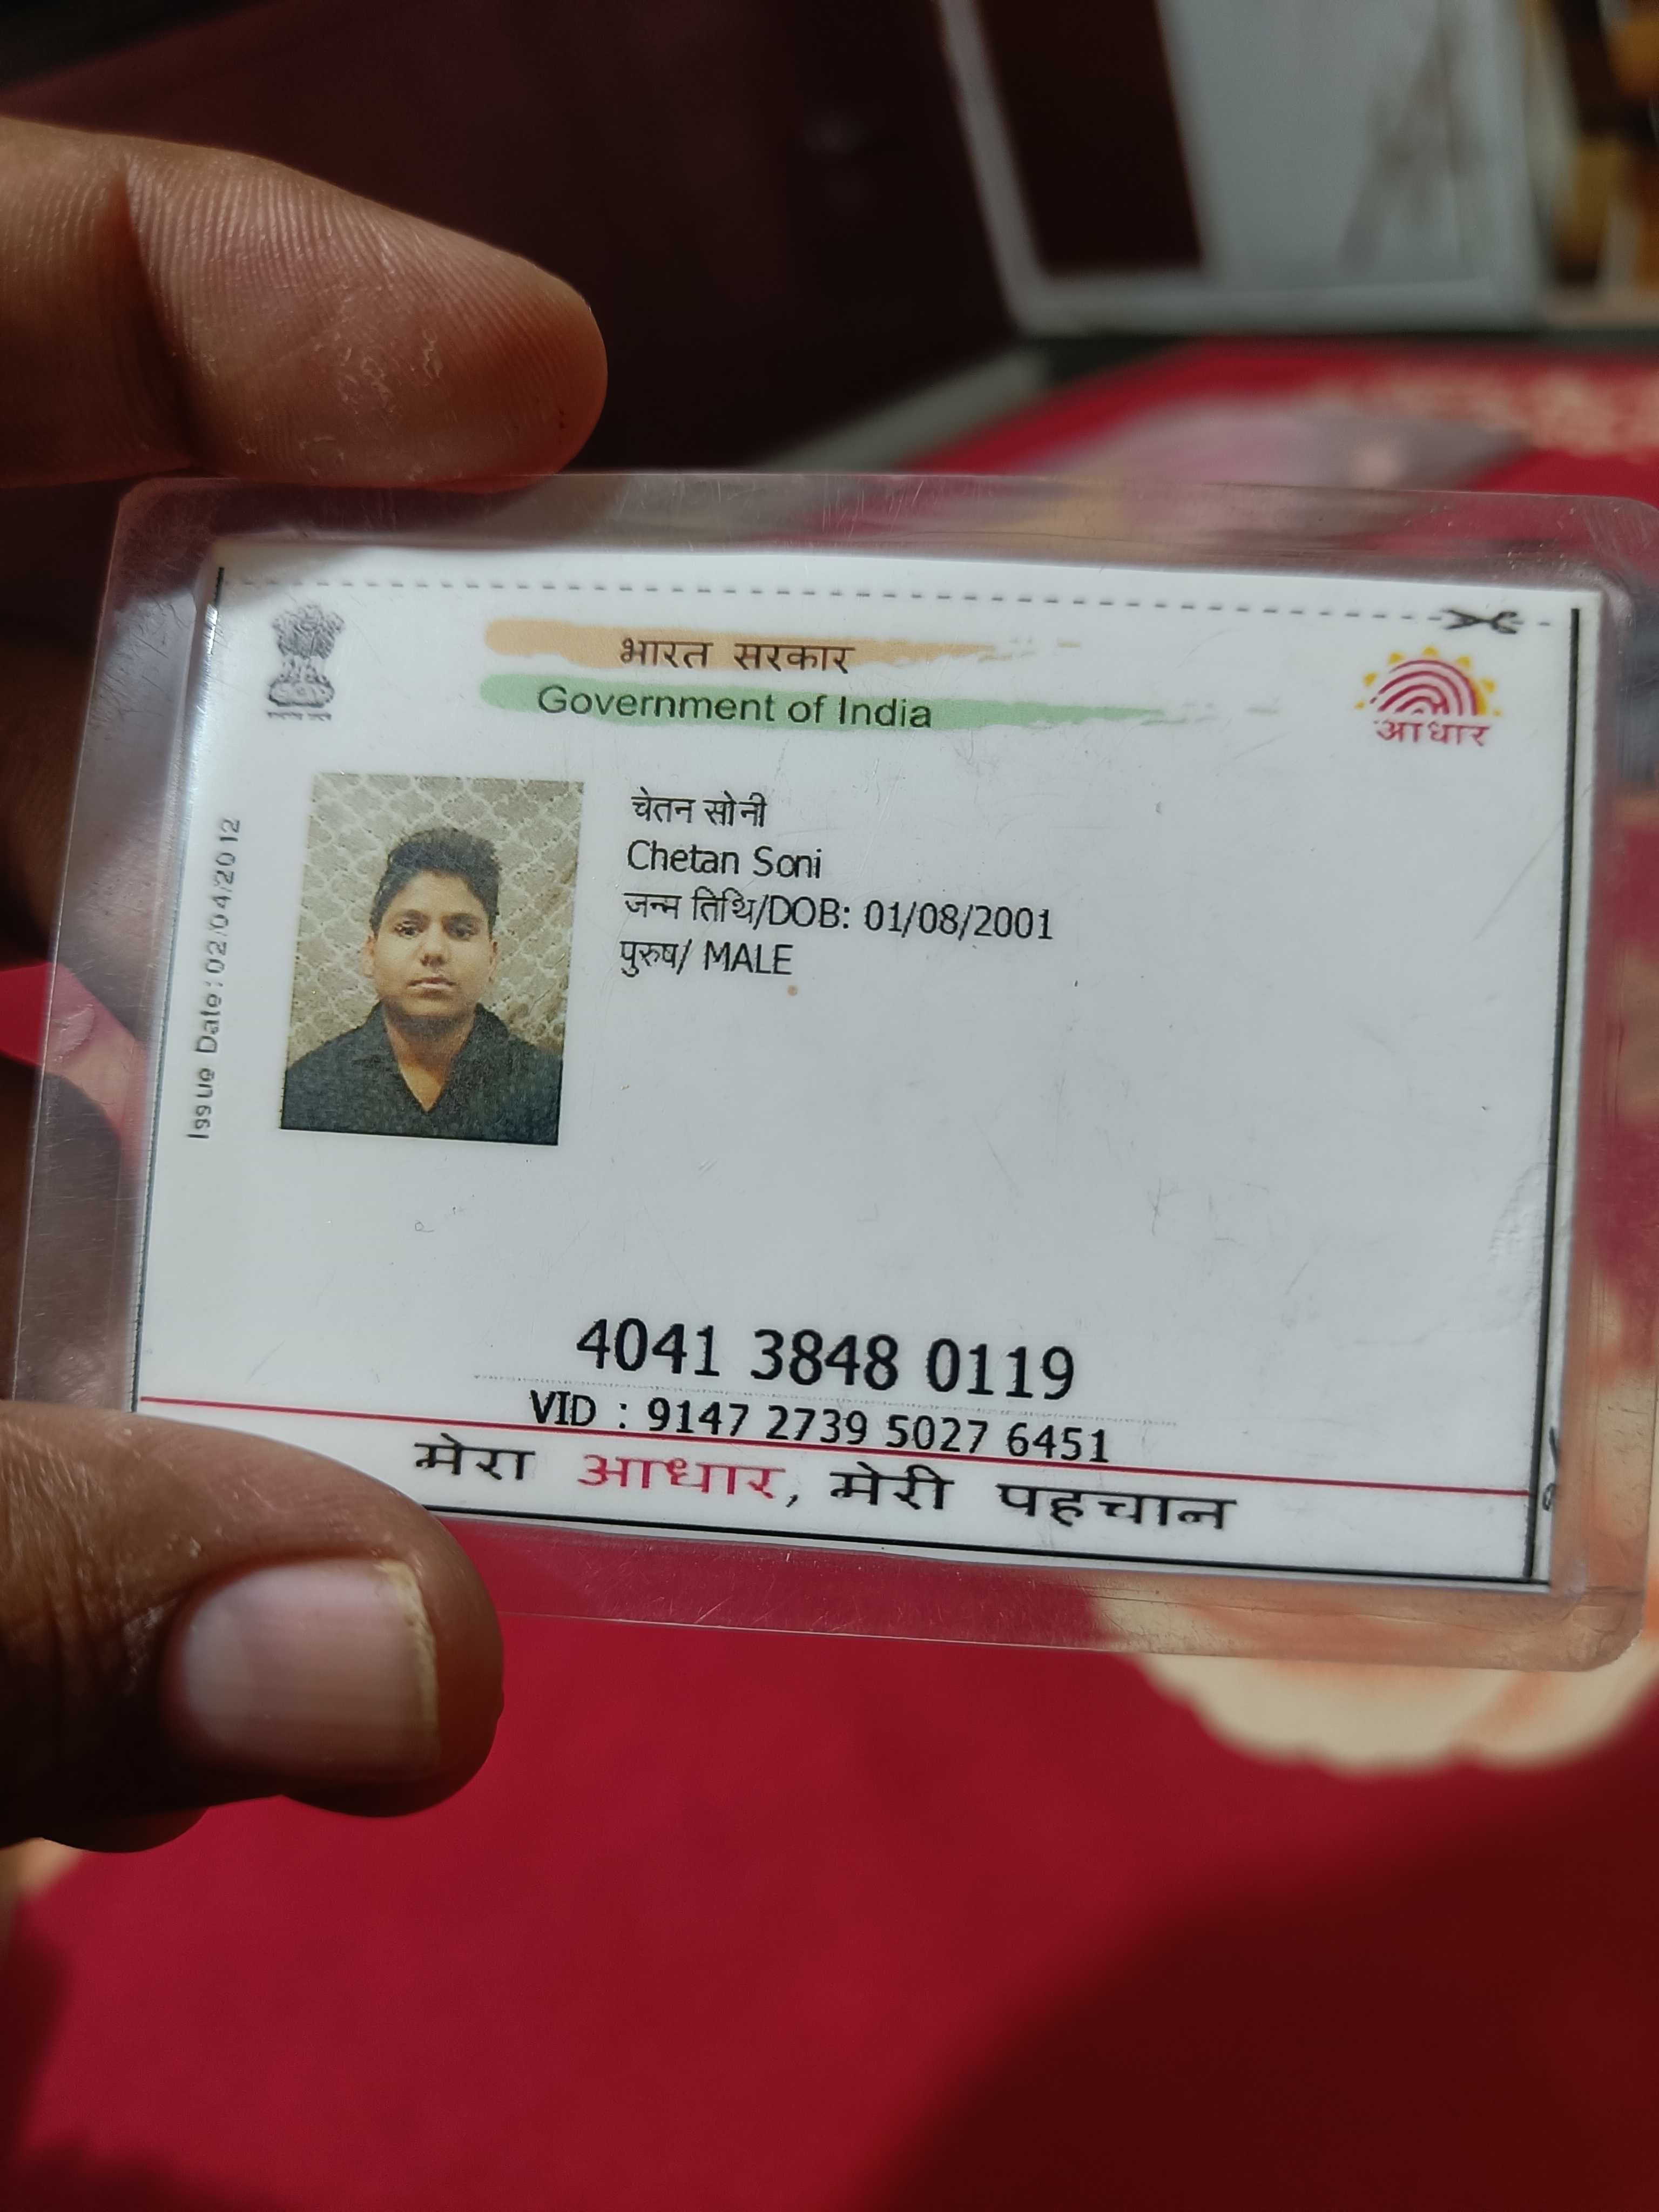 भारत सरकार
Government of India
आधार
Issue Date: 02/04/2012
चेतन सोनी
Chetan Soni
जन्म तिथि/DOB: 01/08/2001
पुरुष/ MALE
4041 3848 0119
VID : 9147 2739 5027 6451
मेरा आधार, मेरी पहचान